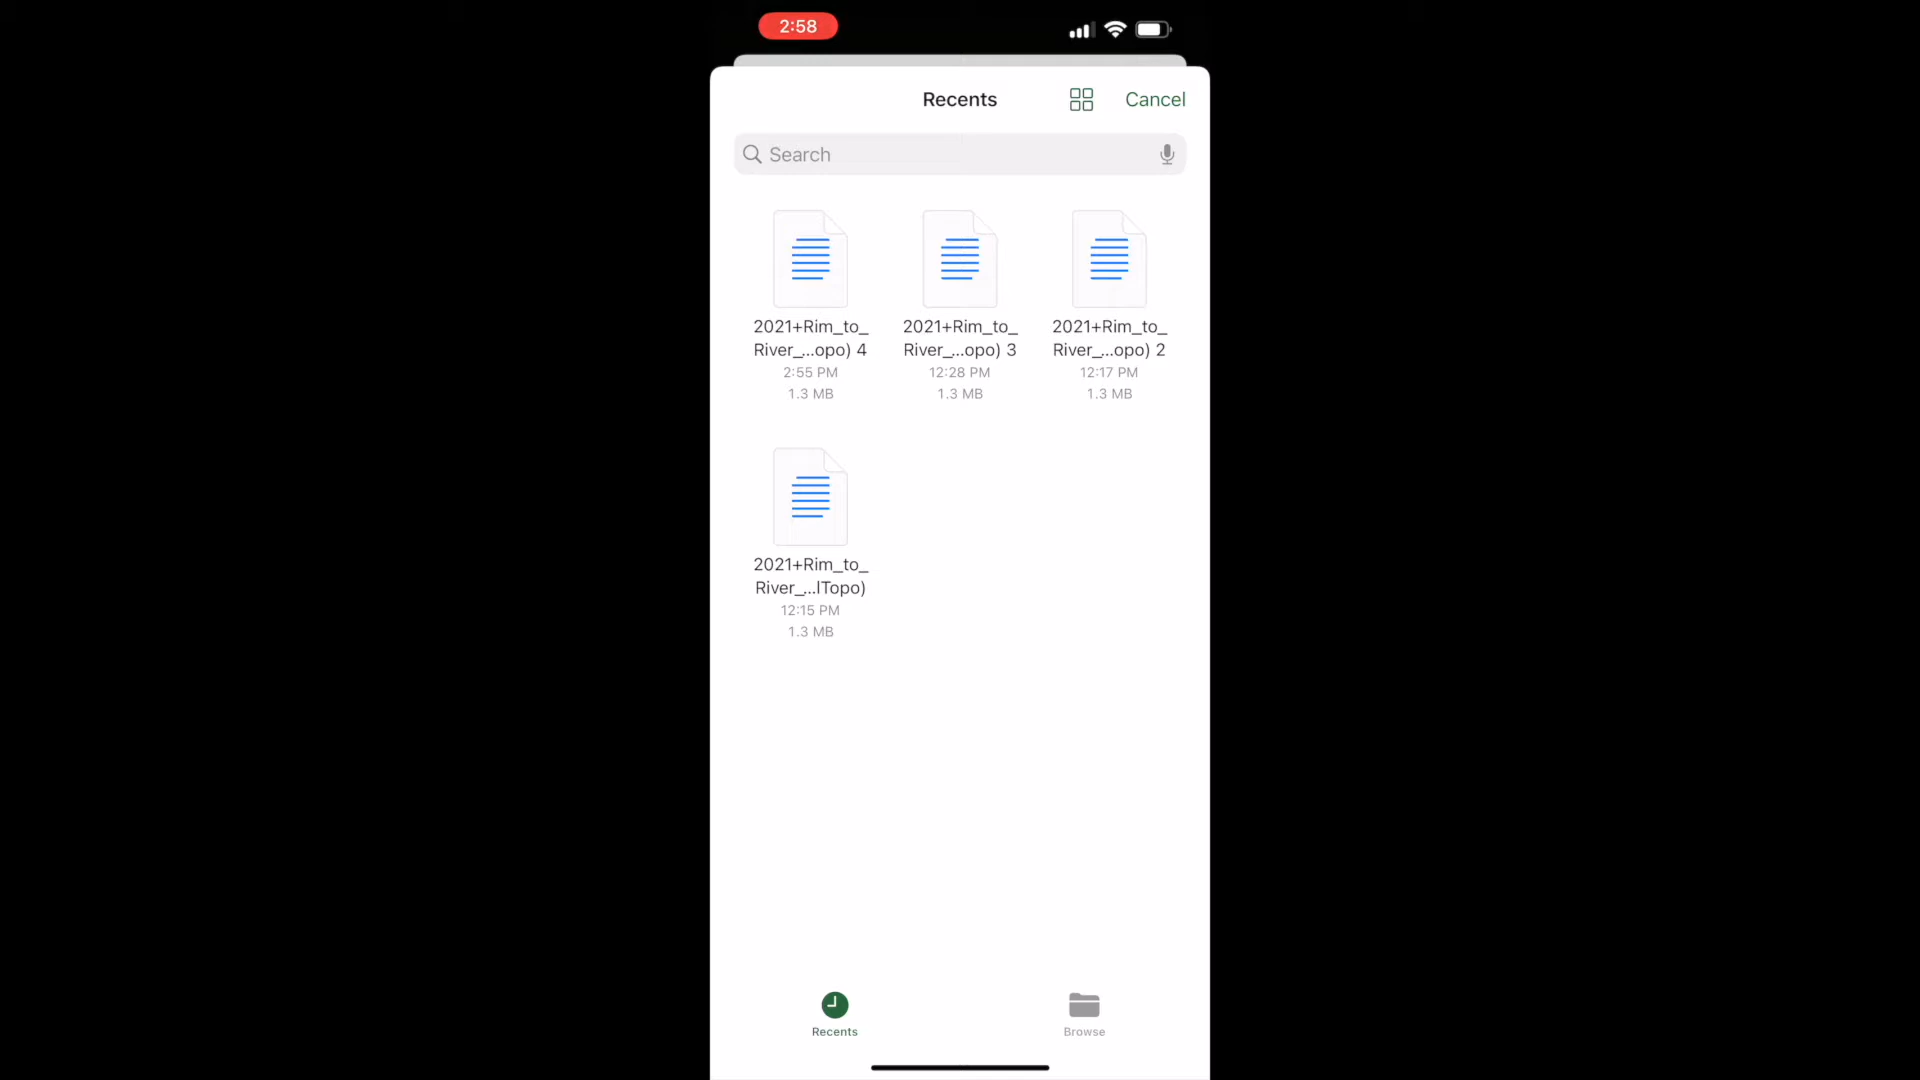 2:58
Recents
Cancel
Search
2021+Rim_to_
River_...opo) 4
2:55 PM
1.3 MB
2021+Rim_to_
River_...opo) 3
12:28 PM
1.3 MB
2021+Rim_to_
River_...opo) 2
12:17 PM
1.3 MB
2021+Rim_to_
River_...lTopo)
12:15 PM
1.3 MB
Recents
Browse